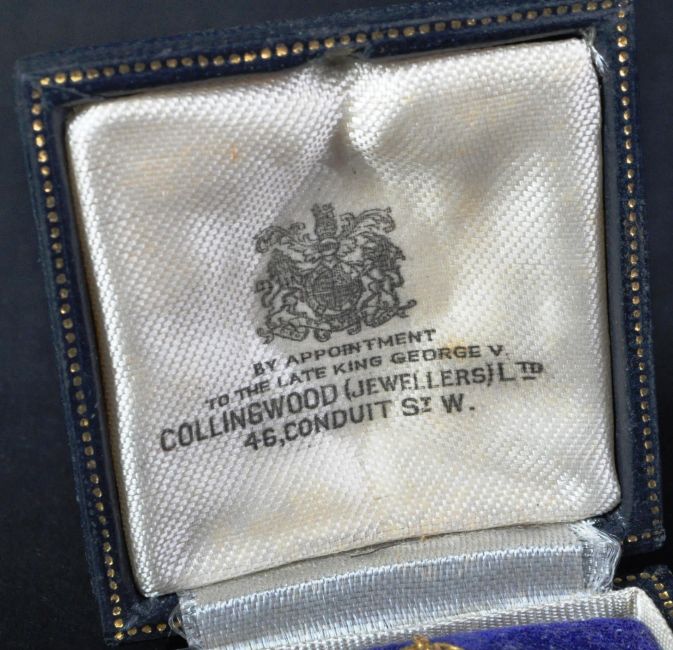 BY APPOINTMENT
TO THE LATE KING GEORGE V.
COLLINGWOOD (JEWELLERS) LTD
46, CONDUIT ST W.